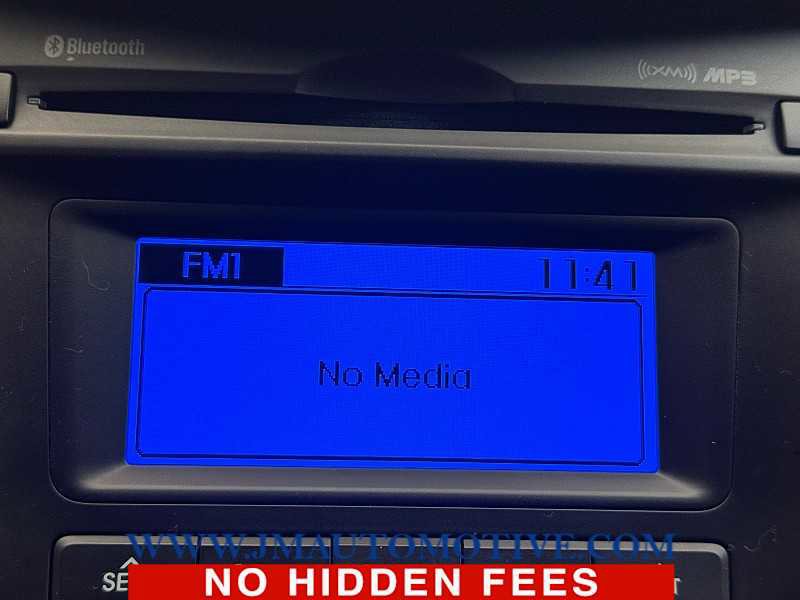 Bluetooth
((XM)) MP3
FM1 11:41
No Media
WWW.JMAUTOMOTIVE.COM
NO HIDDEN FEES